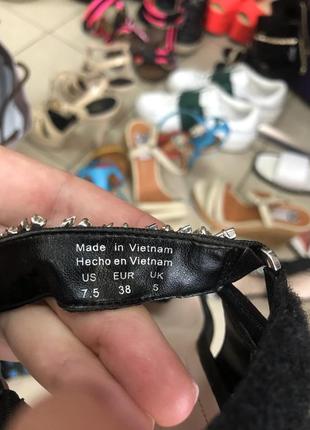 Made in Vietnam
Hecho en Vietnam
US EUR UK
7.5 38 5